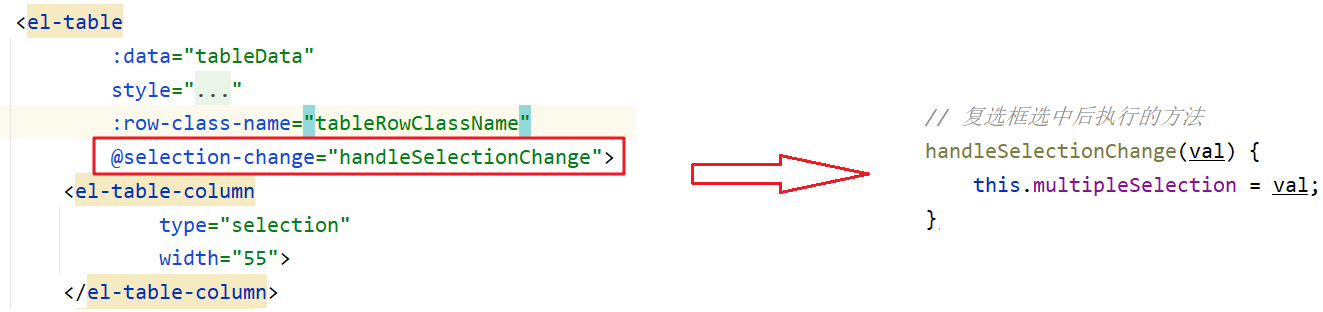 <el-table
:data="tableData"
style="..."
:row-class-name="tableRowClassName"
@selection-change="handleSelectionChange">
<el-table-column
type="selection"
width="55">
</el-table-column>
// 复选框选中后执行的方法
handleSelectionChange(val) {
this.multipleSelection = val;
}